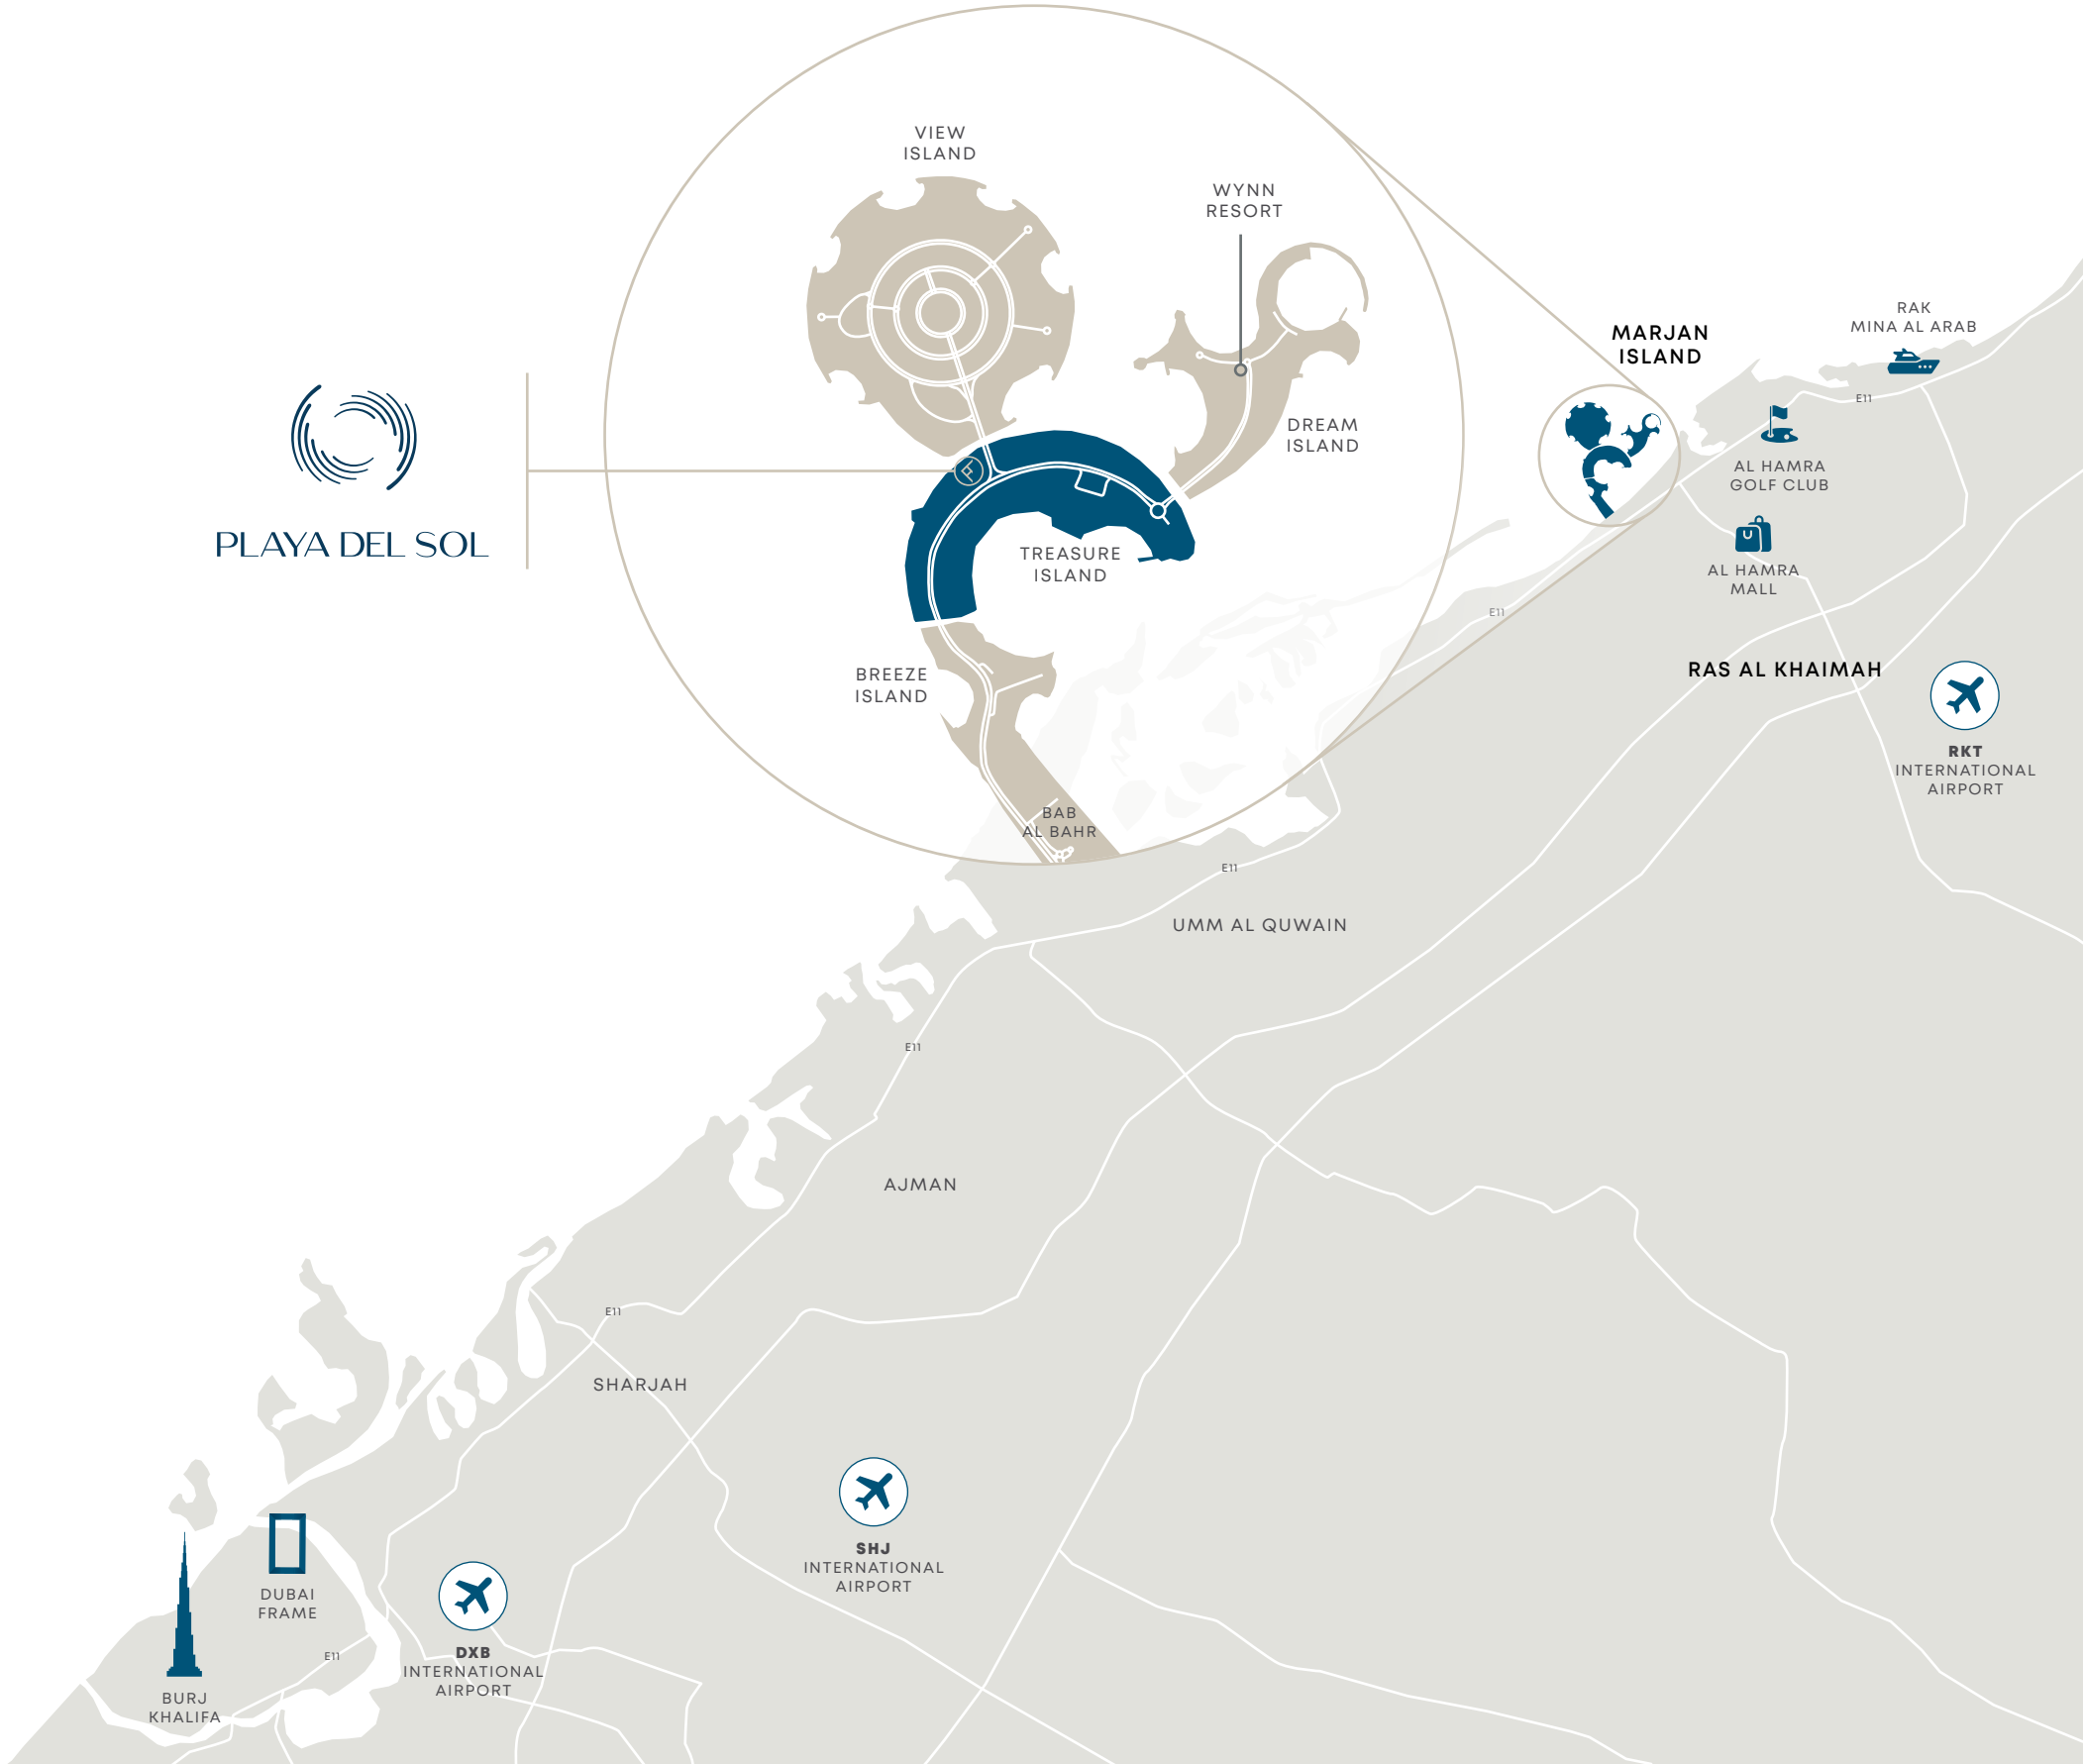 VIEW
ISLAND
WYNN
RESORT
RAK
MINA AL ARAB
MARJAN
ISLAND
E11
DREAM
ISLAND
AL HAMRA
GOLF CLUB
PLAYA DEL SOL
TREASURE
ISLAND
AL HAMRA
MALL
E11
BREEZE
ISLAND
RAS AL KHAIMAH
RKT
INTERNATIONAL
AIRPORT
BAB
AL BAHR
E11
UMM AL QUWAIN
E11
AJMAN
E11
SHARJAH
SHJ
INTERNATIONAL
AIRPORT
DUBAI
FRAME
E11
DXB
INTERNATIONAL
AIRPORT
BURJ
KHALIFA